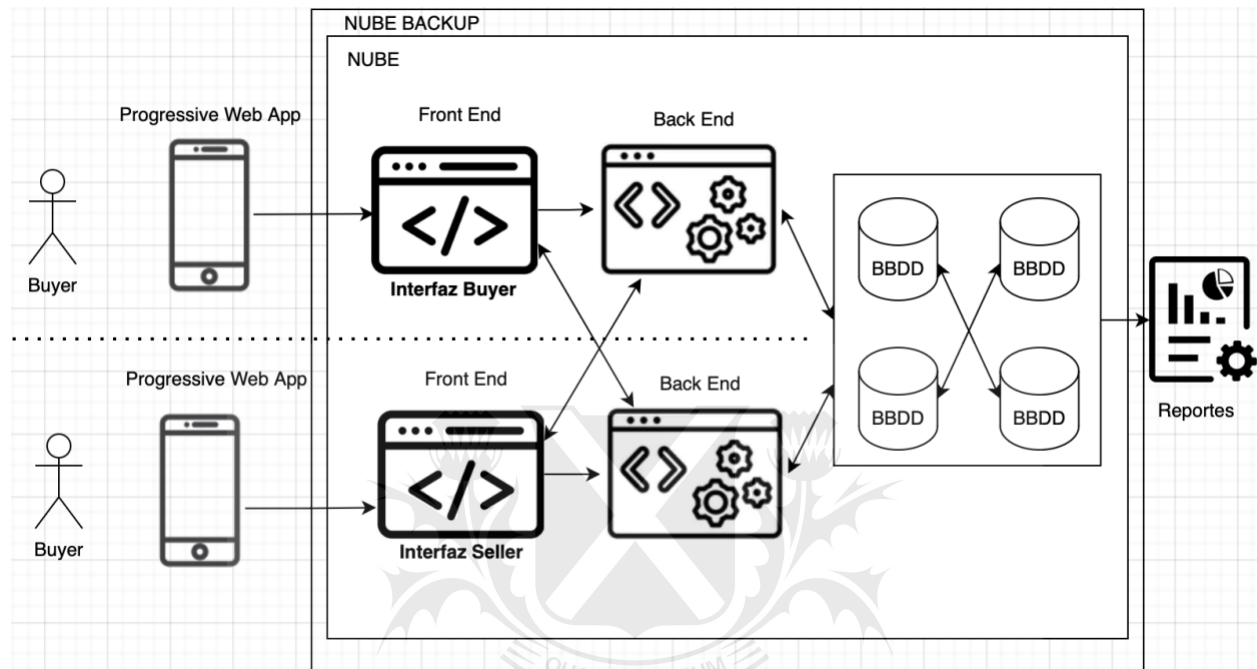 NUBE BACKUP
NUBE
Progressive Web App
Front End
Back End
Buyer
Interfaz Buyer
BBDD
BBDD
Progressive Web App
Front End
Back End
BBDD
BBDD
Reportes
Buyer
Interfaz Seller